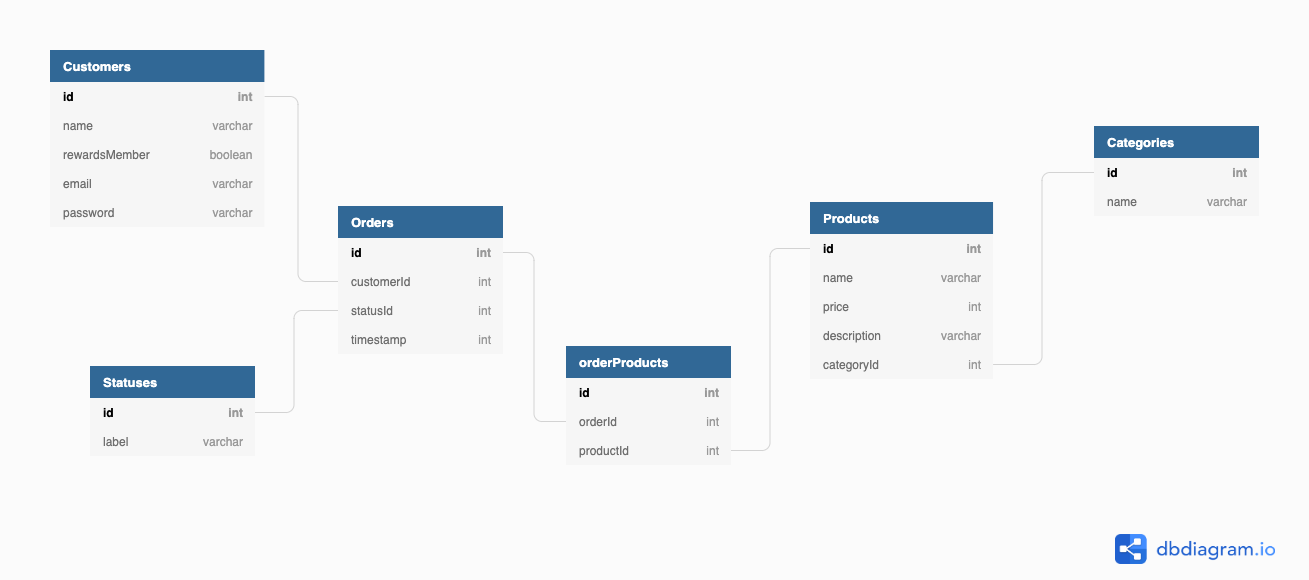 Customers
id int
name varchar
rewardsMember boolean
email varchar
password varchar
Orders
id int
customerId int
statusId int
timestamp int
Statuses
id int
label varchar
orderProducts
id int
orderId int
productId int
Products
id int
name varchar
price int
description varchar
categoryId int
Categories
id int
name varchar
dbdiagram.io